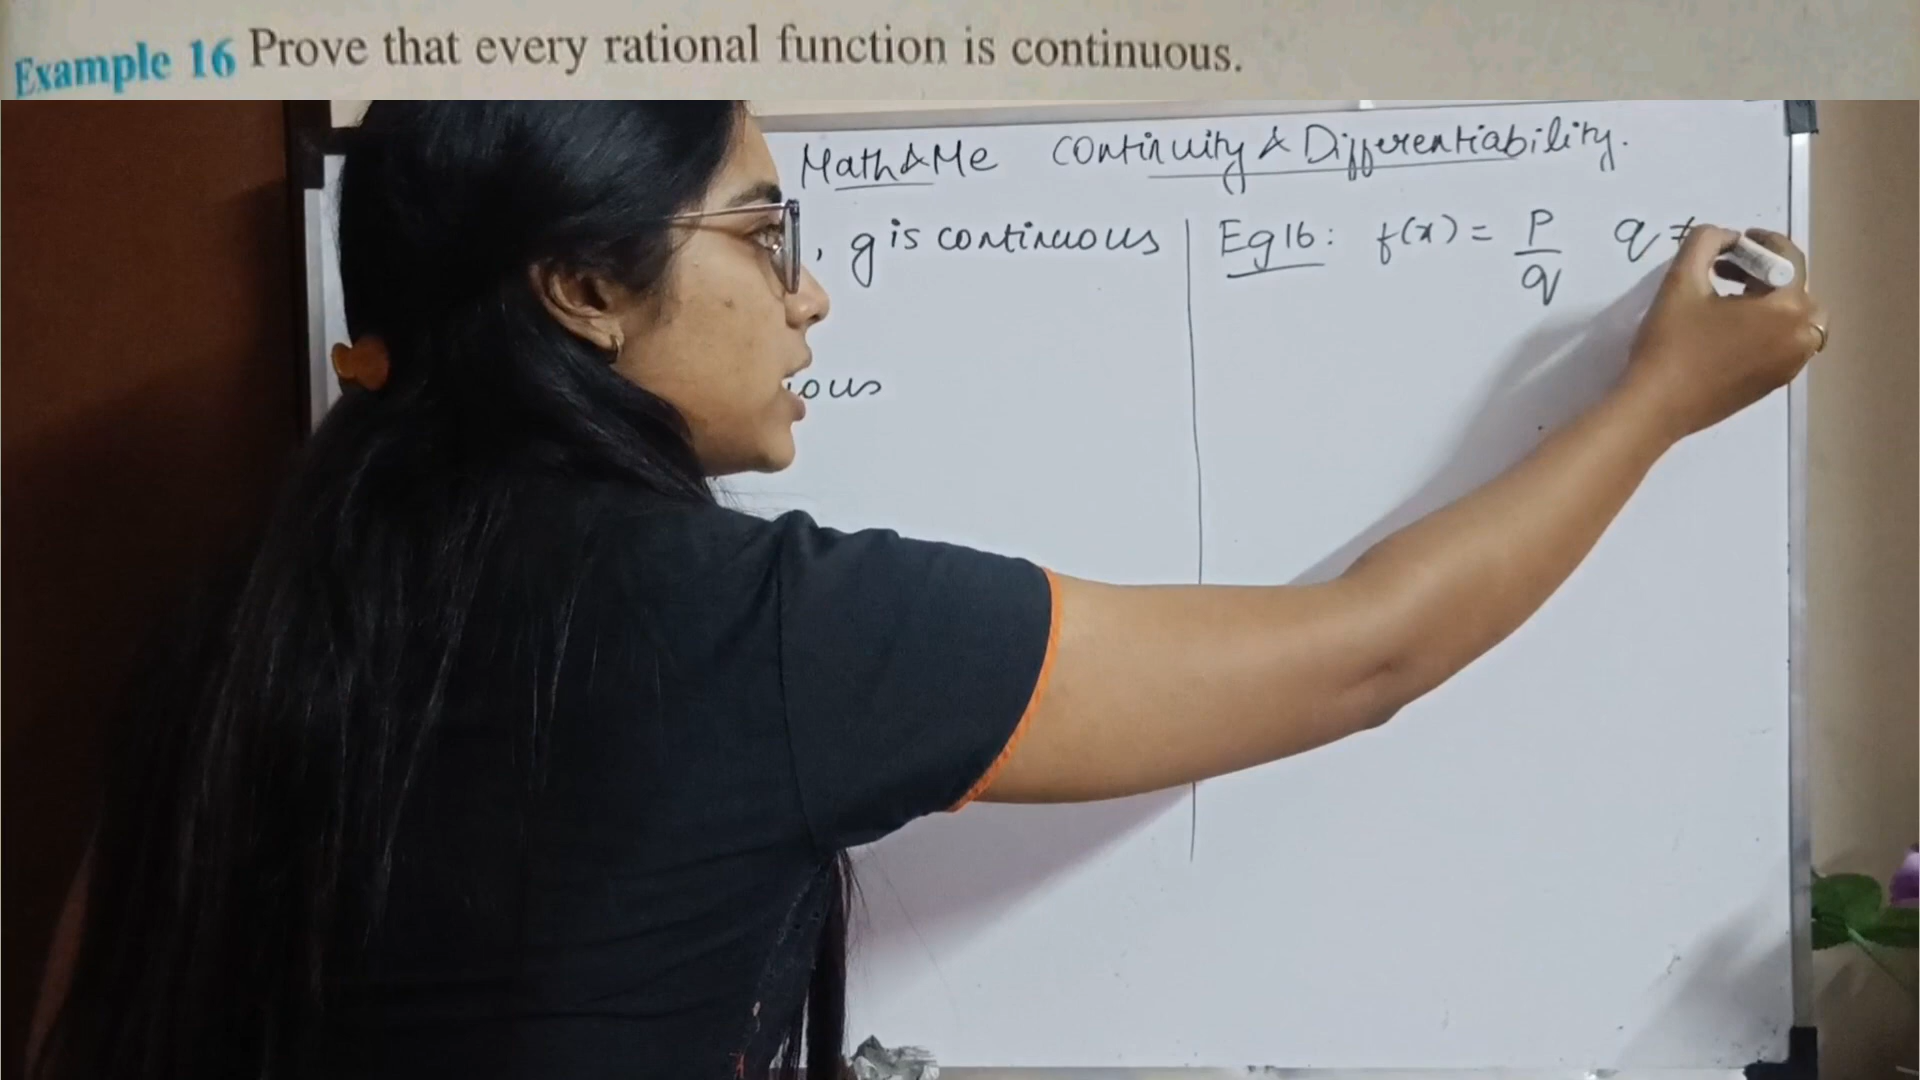 Example 16 Prove that every rational function is continuous.
Math&Me Continuity & Differentiability.
, g is continuous
ous
Eg16: f(x) = p/q q ≠